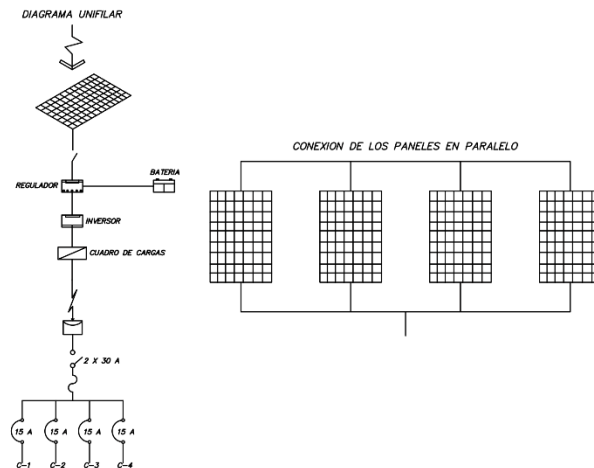 DIAGRAMA UNIFILAR
CONEXION DE LOS PANELES EN PARALELO
BATERIA
REGULADOR
INVERSOR
CUADRO DE CARGAS
2 X 30 A
15 A 15 A 15 A 15 A
C-1 C-2 C-3 C-4